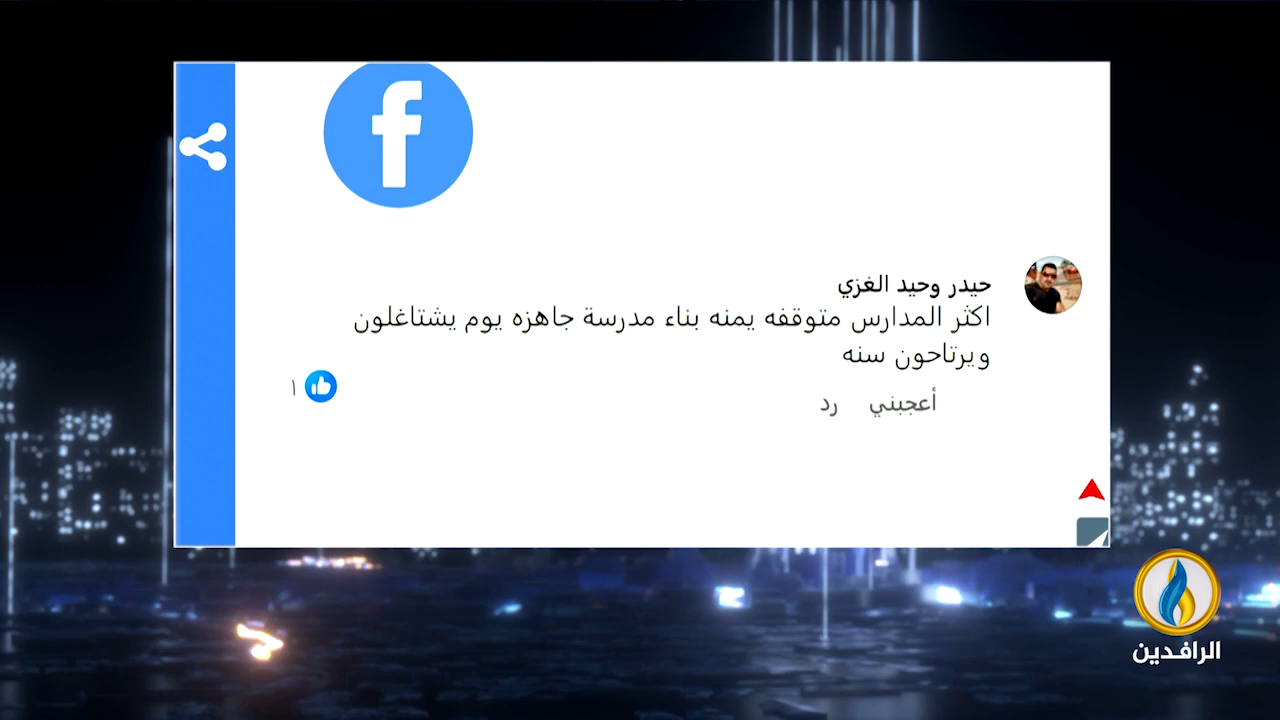 حيدر وحيد الغزي
اكثر المدارس متوقفه يمنه بناء مدرسة جاهزه يوم يشتاغلون
ويرتاحون سنه
١
أعجبني رد
الرافدين